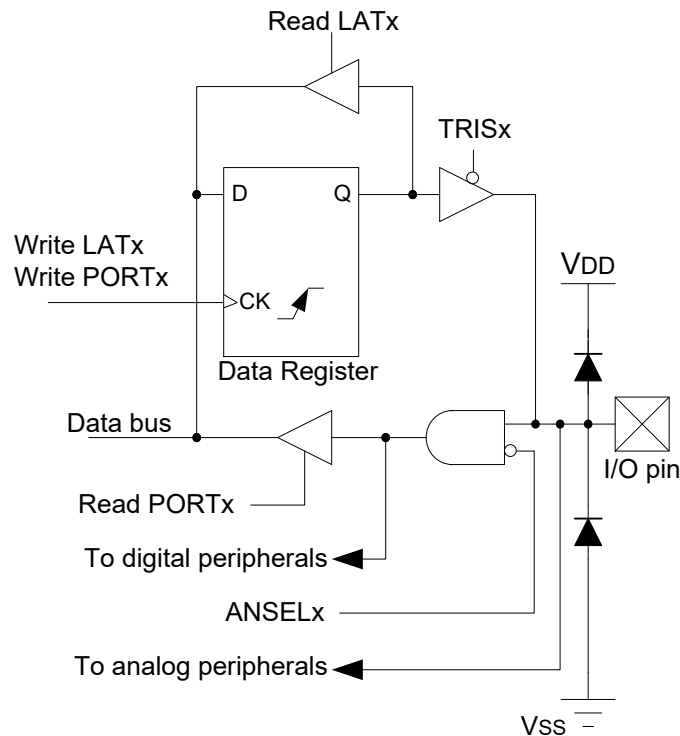 Read LATx
TRISx
D
Q
Write LATx
Write PORTx
CK
VDD
Data Register
Data bus
I/O pin
Read PORTx
To digital peripherals
ANSELx
To analog peripherals
VSS